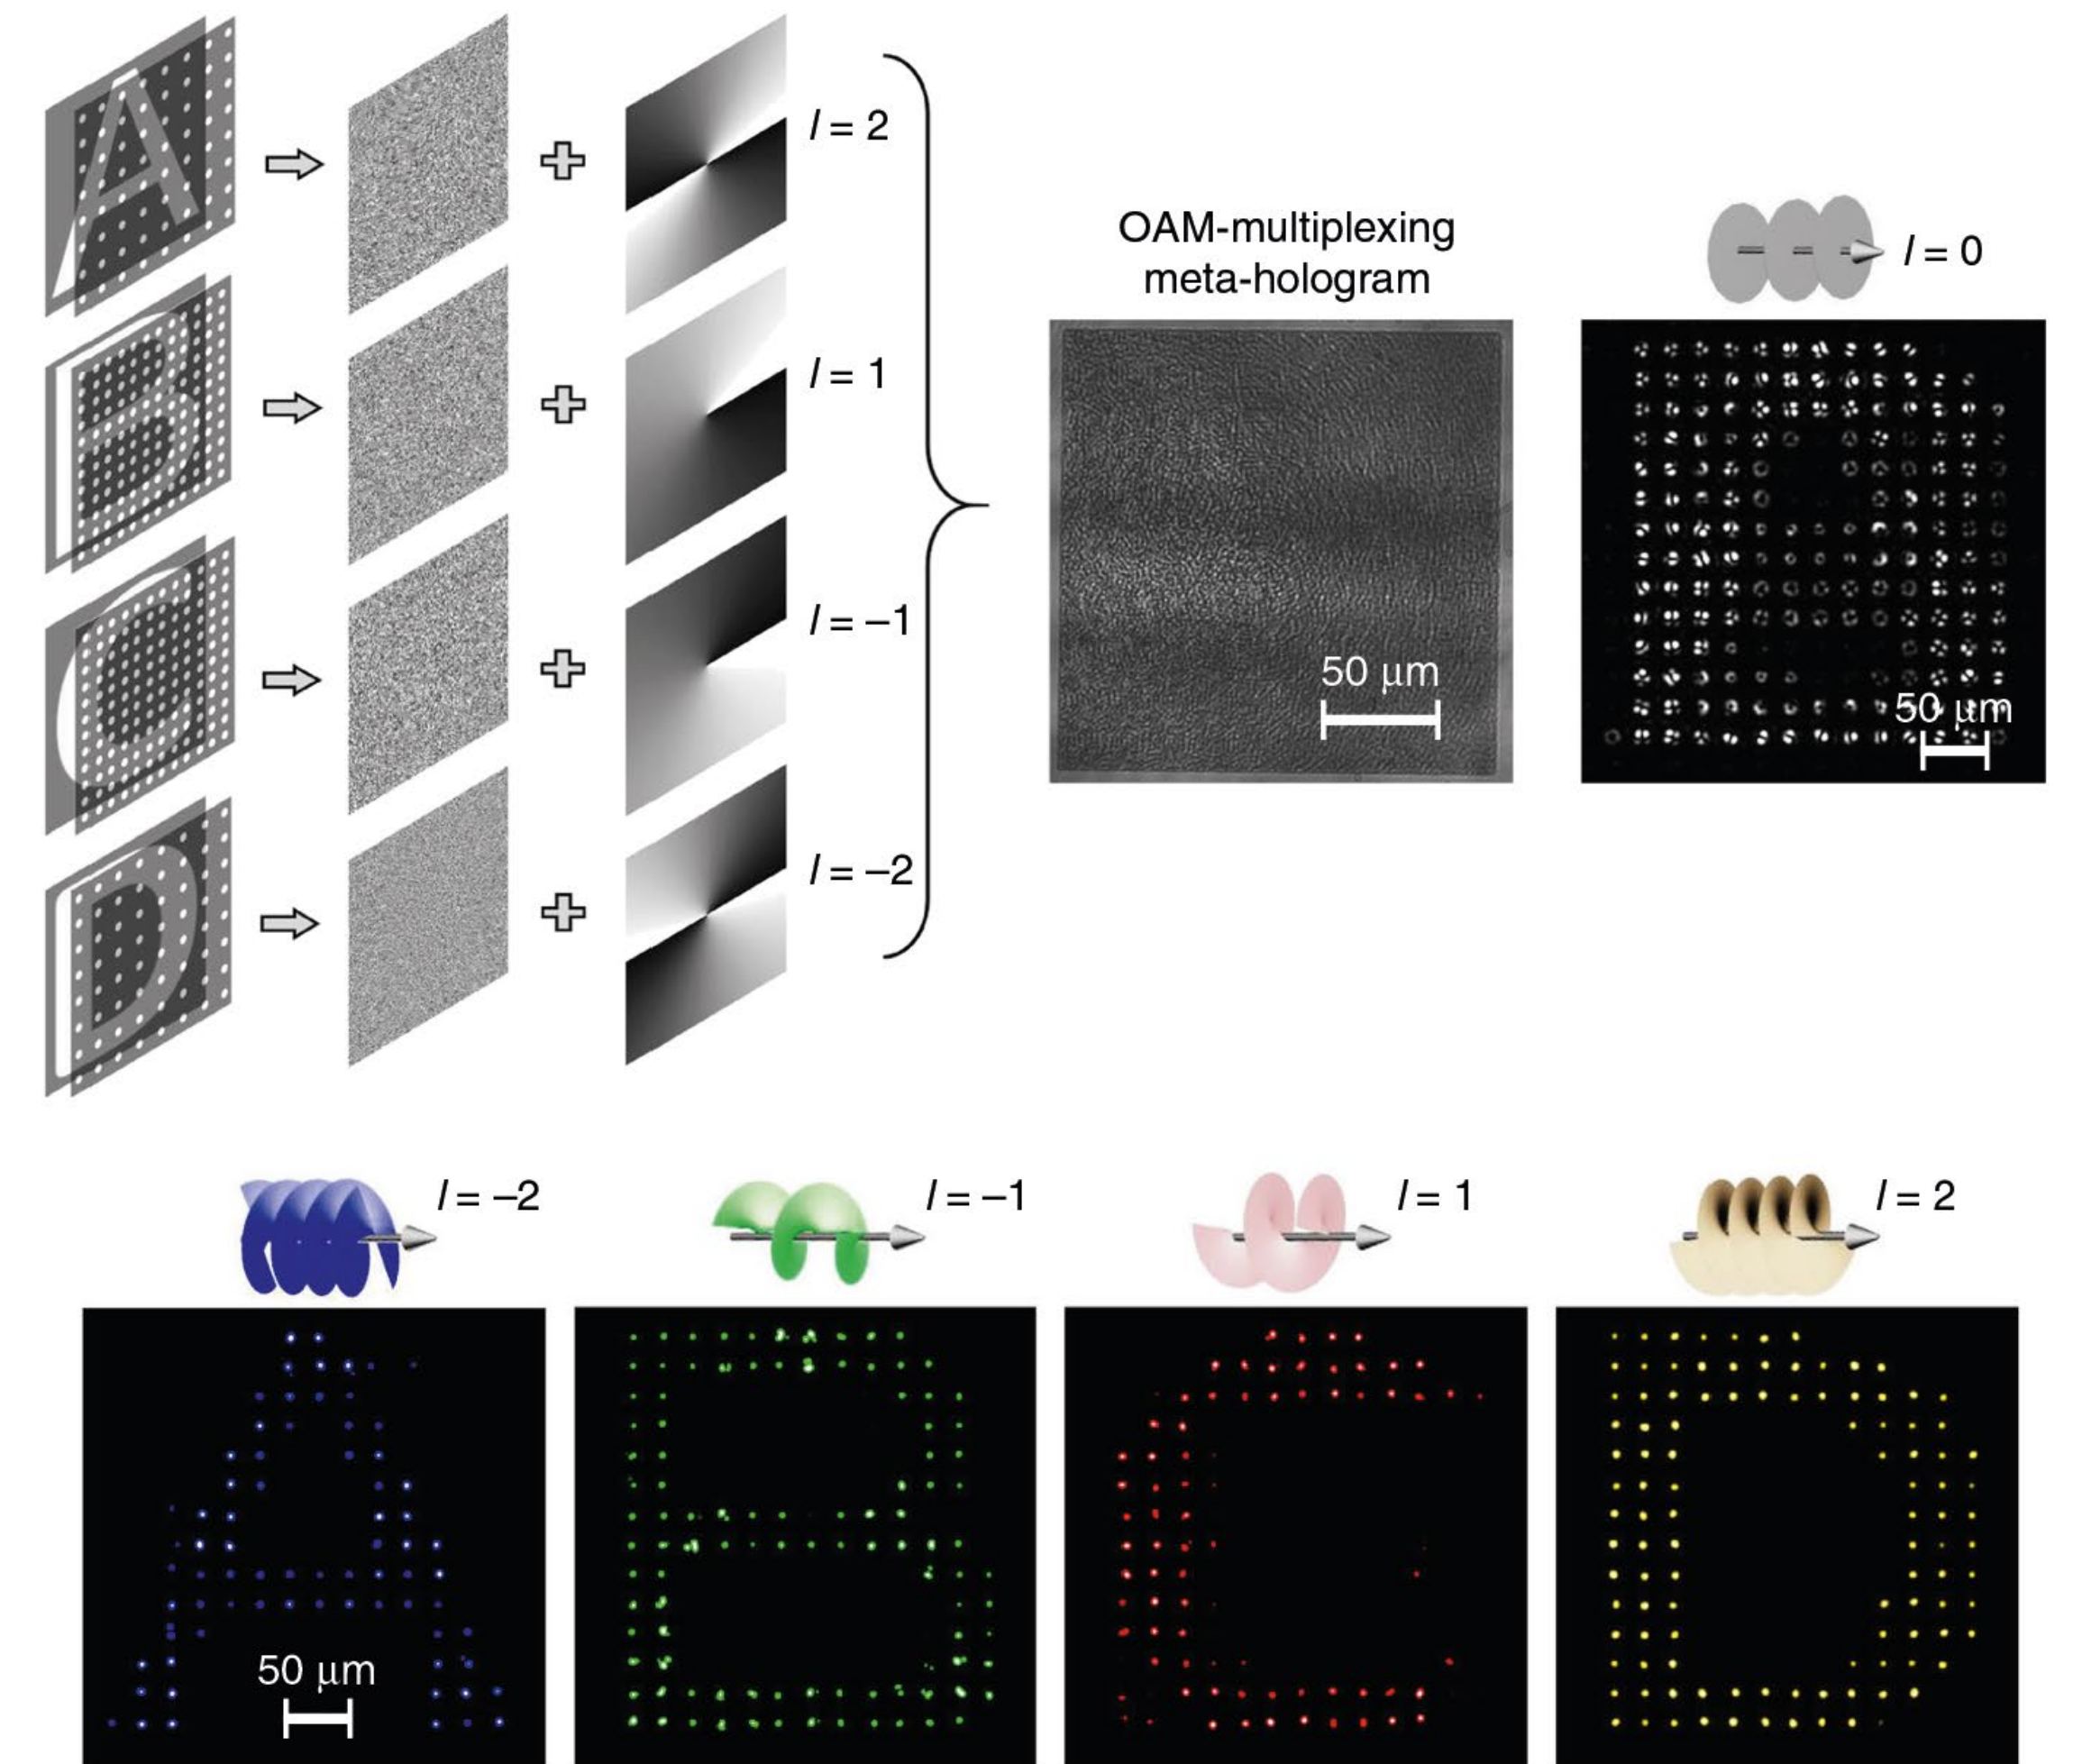 A
l = 2
B
l = 1
C
l = –1
D
l = –2
OAM-multiplexing
meta-hologram
50 μm
l = 0
50 μm
l = –2
l = –1
l = 1
l = 2
A
50 μm
B
C
D